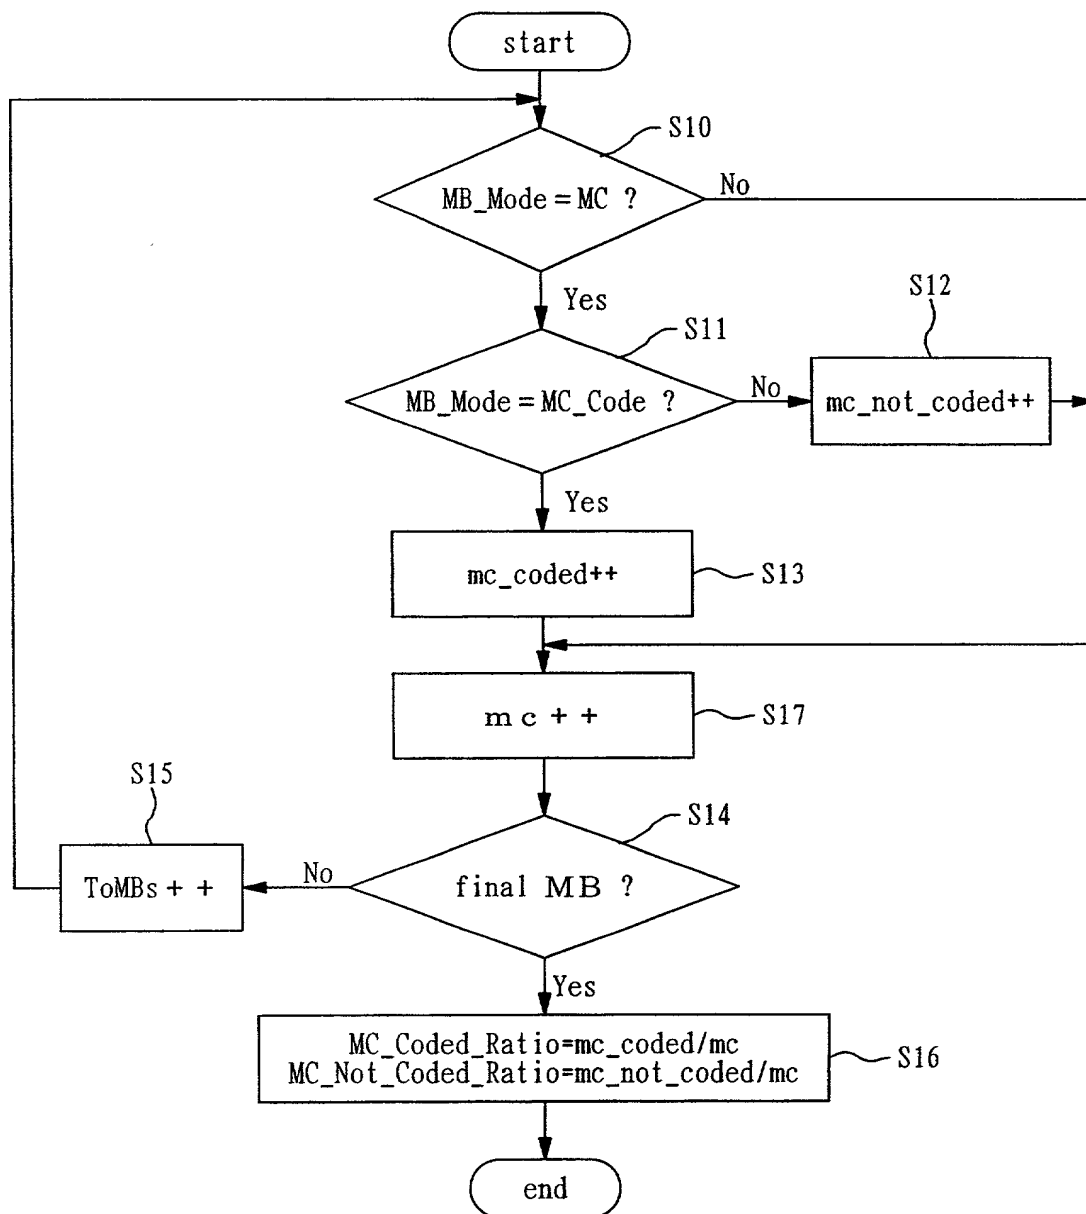 start
S10
MB_Mode=MC ?
No
Yes
S11
S12
MB_Mode=MC_Code ?
No
mc_not_coded++
Yes
mc_coded++
S13
mc++
S17
S15
S14
ToMBs++
No
final MB ?
Yes
MC_Coded_Ratio=mc_coded/mc
MC_Not_Coded_Ratio=mc_not_coded/mc
S16
end